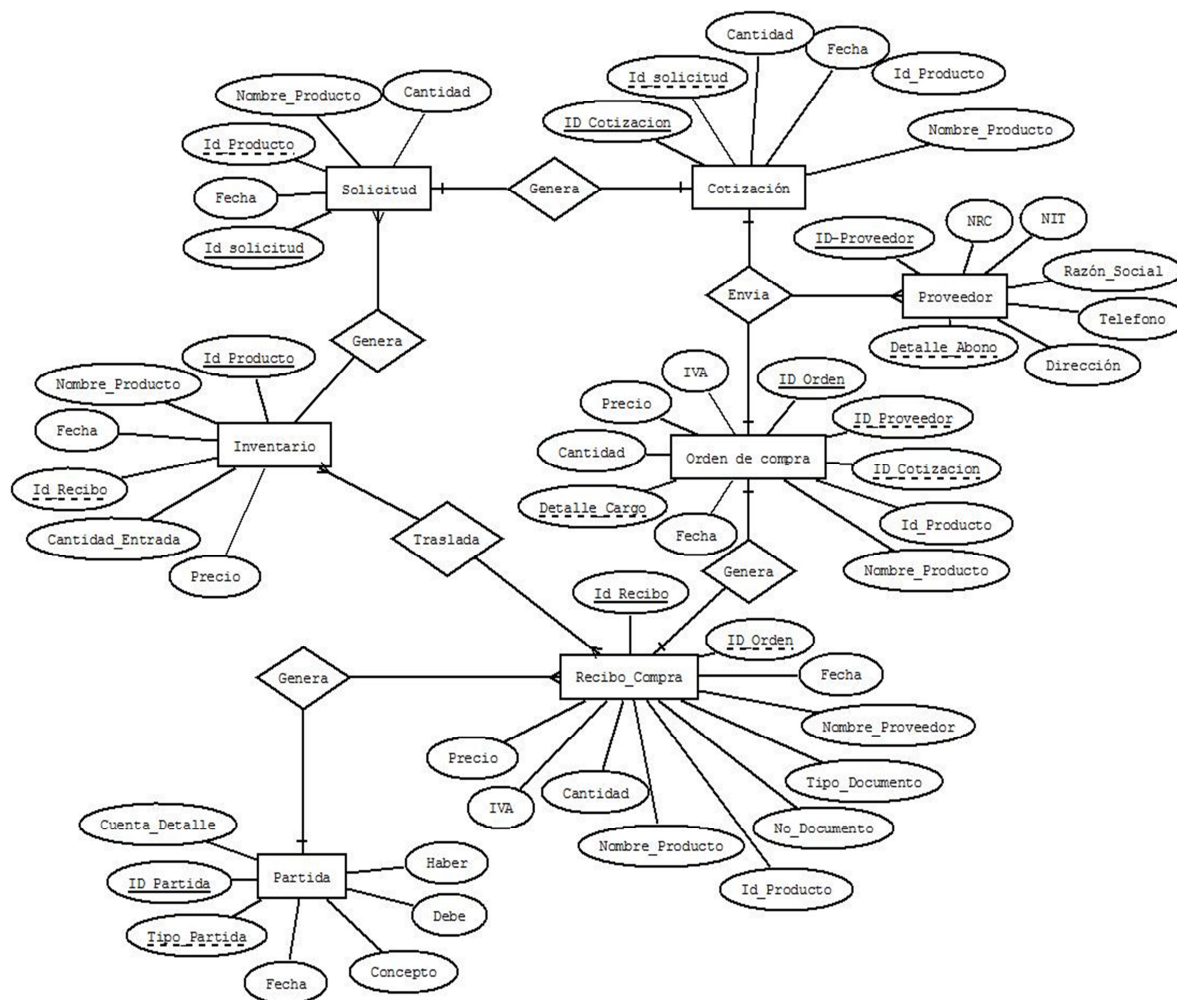 Cantidad
Fecha
Id_solicitud
Id_Producto
Nombre_Producto
Cantidad
ID_Cotizacion
Nombre_Producto
Id_Producto
Solicitud
Genera
Cotización
Fecha
Id_solicitud
ID-Proveedor
NRC
NIT
Razón_Social
Envia
Proveedor
Telefono
Detalle_Abono
Dirección
Genera
Id_Producto
Nombre_Producto
Fecha
Inventario
Id_Recibo
Cantidad_Entrada
Precio
IVA
ID_Orden
Precio
ID_Proveedor
Cantidad
Orden de compra
ID_Cotizacion
Detalle_Cargo
Fecha
Id_Producto
Nombre_Producto
Traslada
Genera
Id_Recibo
ID_Orden
Genera
Recibo_Compra
Fecha
Nombre_Proveedor
Precio
Tipo_Documento
IVA
Cantidad
No_Documento
Nombre_Producto
Id_Producto
Cuenta_Detalle
Haber
ID_Partida
Partida
Debe
Tipo_Partida
Fecha
Concepto